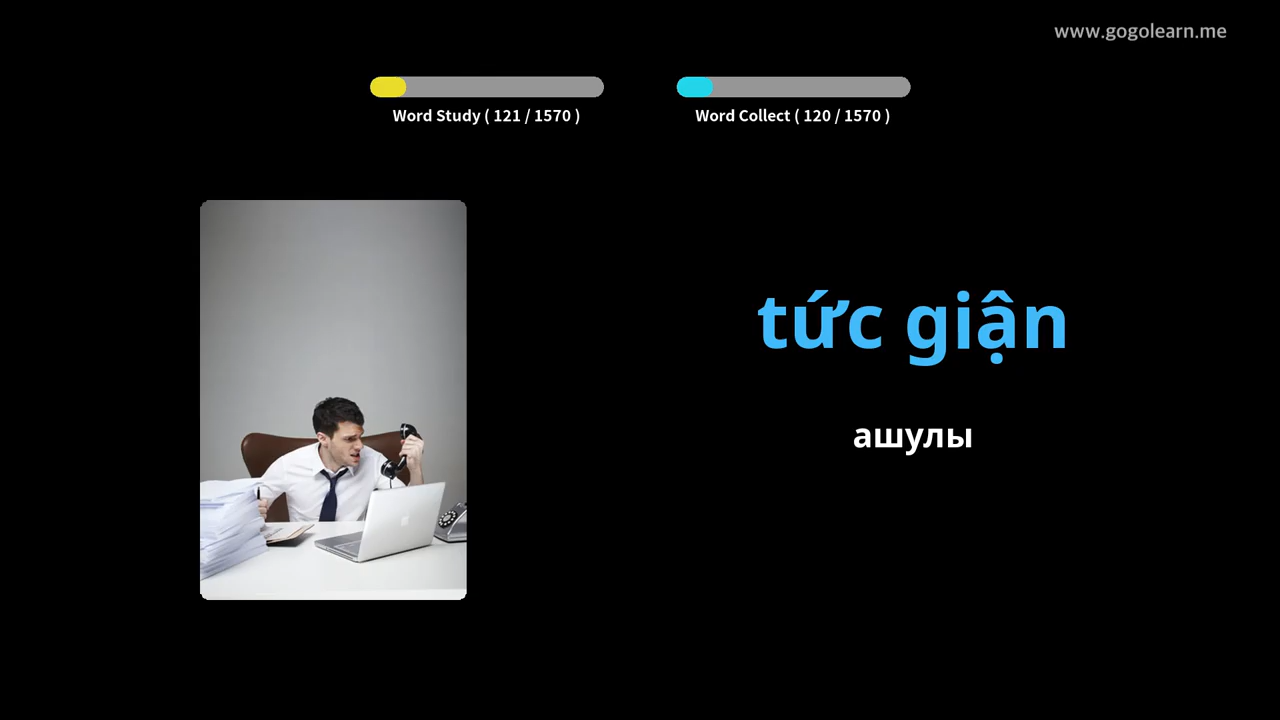 www.gogolearn.me
Word Study ( 121 / 1570 )
Word Collect ( 120 / 1570 )
tức giận
ашулы